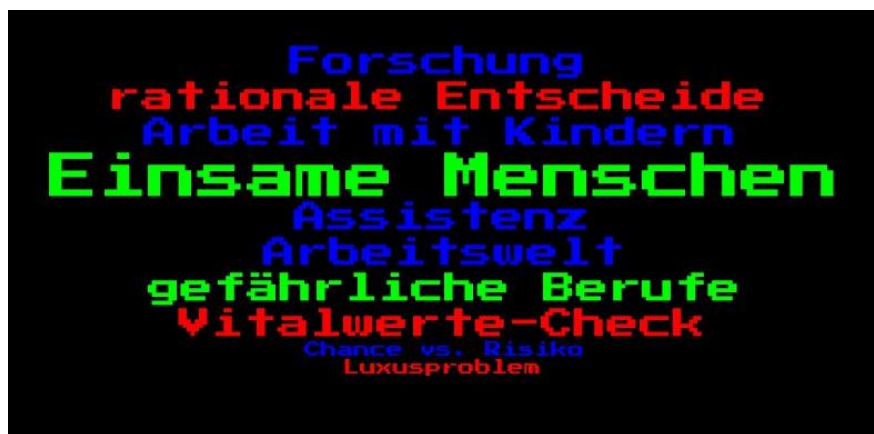 Forschung
rationale Entscheide
Arbeit mit Kindern
Einsame Menschen
Assistenz
Arbeitswelt
gefährliche Berufe
Vitalwerte-Check
Chance vs. Risiko
Luxusproblem